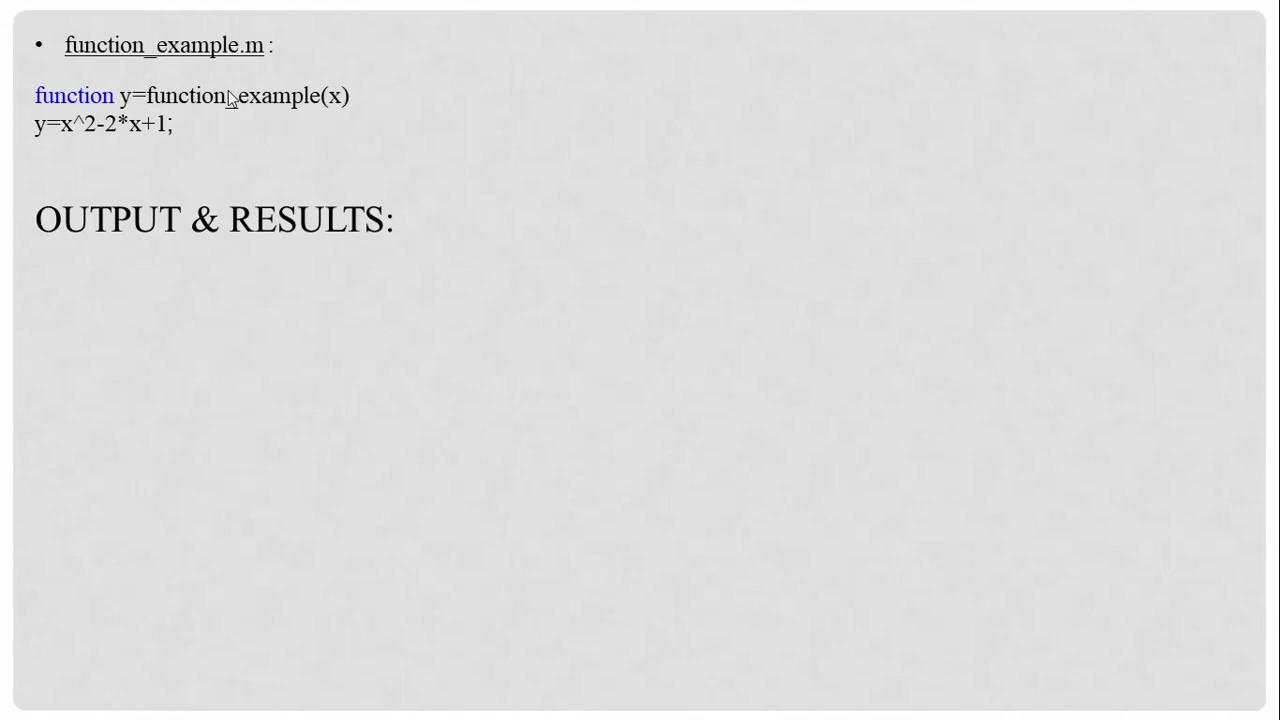 • function_example.m :
function y=function_example(x)
y=x^2-2*x+1;
OUTPUT & RESULTS: